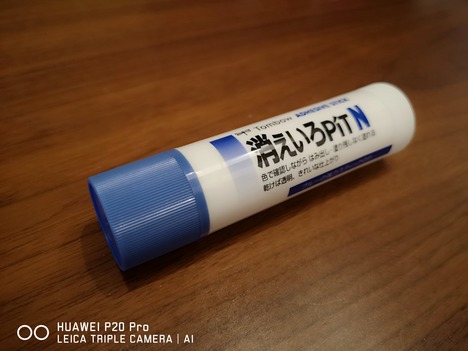 Tombow ADHESIVE STICK
消えいろPiT N
色で確認しながら はみ出し・塗り残しなく塗れる
乾けば透明、きれいな仕上がり
HUAWEI P20 Pro
LEICA TRIPLE CAMERA | AI